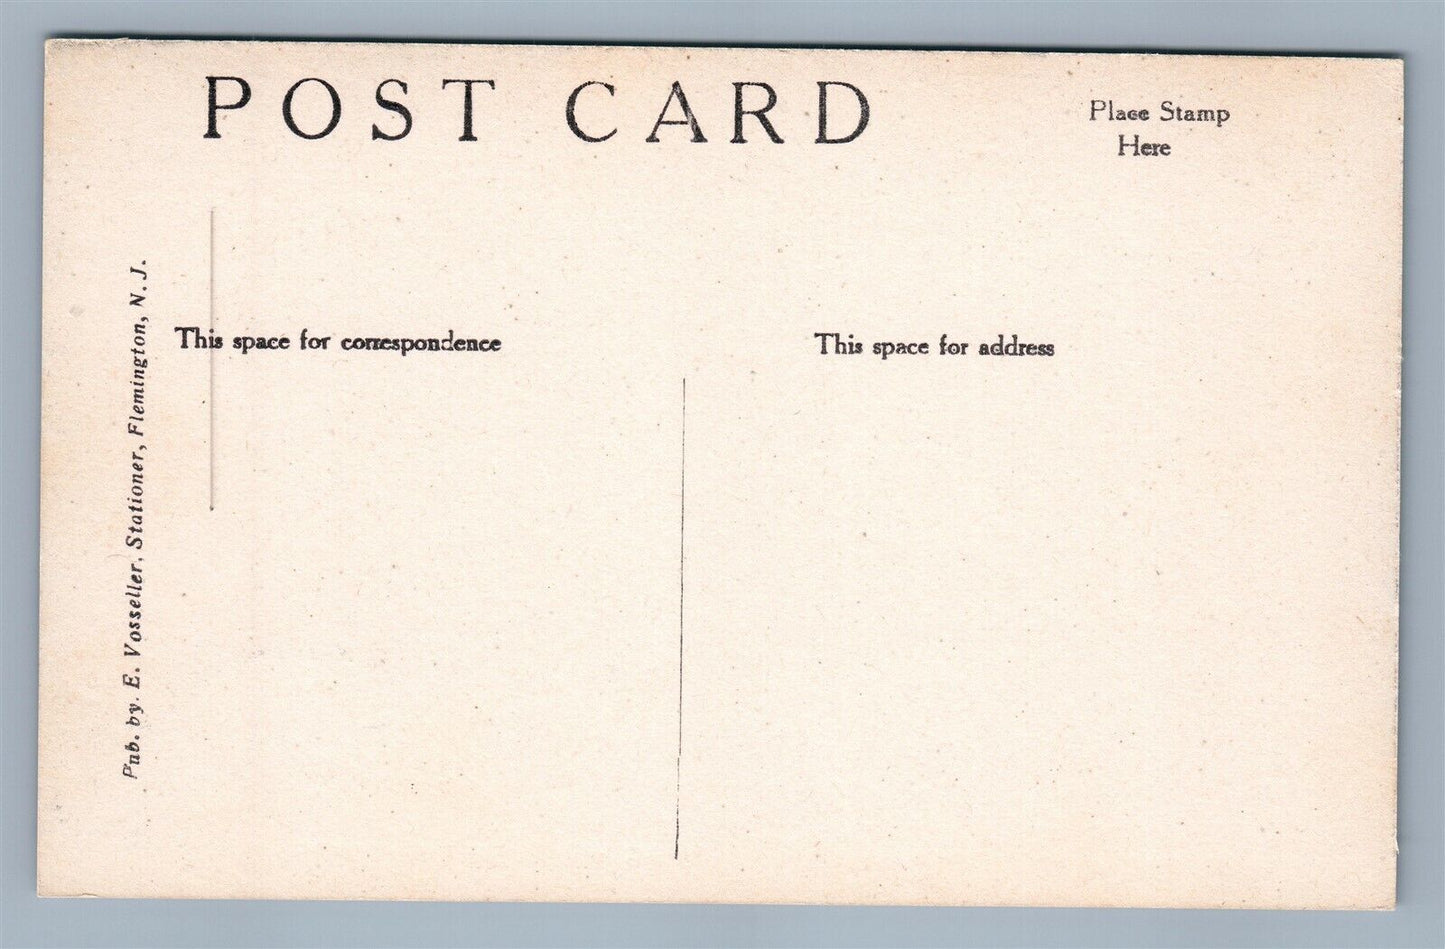 POST CARD
Place Stamp
Here
This space for correspondence
This space for address
Pub. by. E. Vosseller, Stationer, Flemington, N. J.